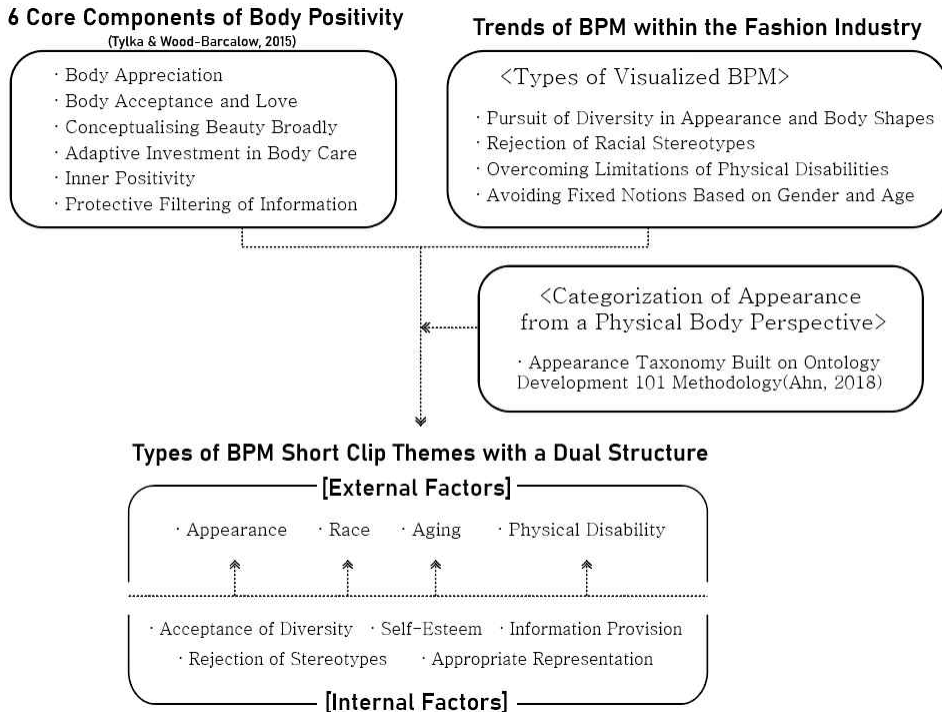 6 Core Components of Body Positivity
(Tylka & Wood-Barcalow, 2015)
· Body Appreciation
· Body Acceptance and Love
· Conceptualising Beauty Broadly
· Adaptive Investment in Body Care
· Inner Positivity
· Protective Filtering of Information
Trends of BPM within the Fashion Industry
<Types of Visualized BPM>
· Pursuit of Diversity in Appearance and Body Shapes
· Rejection of Racial Stereotypes
· Overcoming Limitations of Physical Disabilities
· Avoiding Fixed Notions Based on Gender and Age
<Categorization of Appearance
from a Physical Body Perspective>
· Appearance Taxonomy Built on Ontology
Development 101 Methodology(Ahn, 2018)
Types of BPM Short Clip Themes with a Dual Structure
[External Factors]
· Appearance · Race · Aging · Physical Disability
· Acceptance of Diversity · Self-Esteem · Information Provision
· Rejection of Stereotypes · Appropriate Representation
[Internal Factors]